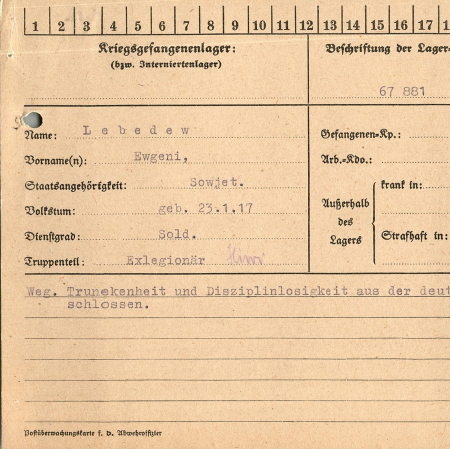 1 2 3 4 5 6 7 8 9 10 11 12 13 14 15 16 17
Kriegsgefangenenlager:
(bzw. Interniertenlager)
Beschriftung der Lager-
67 881
Name: Lebedew
Gefangenen-Kp.:
Vorname(n): Ewgeni,
Arb.-Kdo.:
Staatsangehörigkeit: Sowjet.
krank in:
Volkstum: geb. 23.1.17
Außerhalb
des
Lagers
Dienstgrad: Sold.
Strafhaft in:
Truppenteil: Exlegionär
Weg. Trunekenheit und Disziplinlosigkeit aus der deut
schlossen.
Postüberwachungskarte f. d. Abwehroffizier